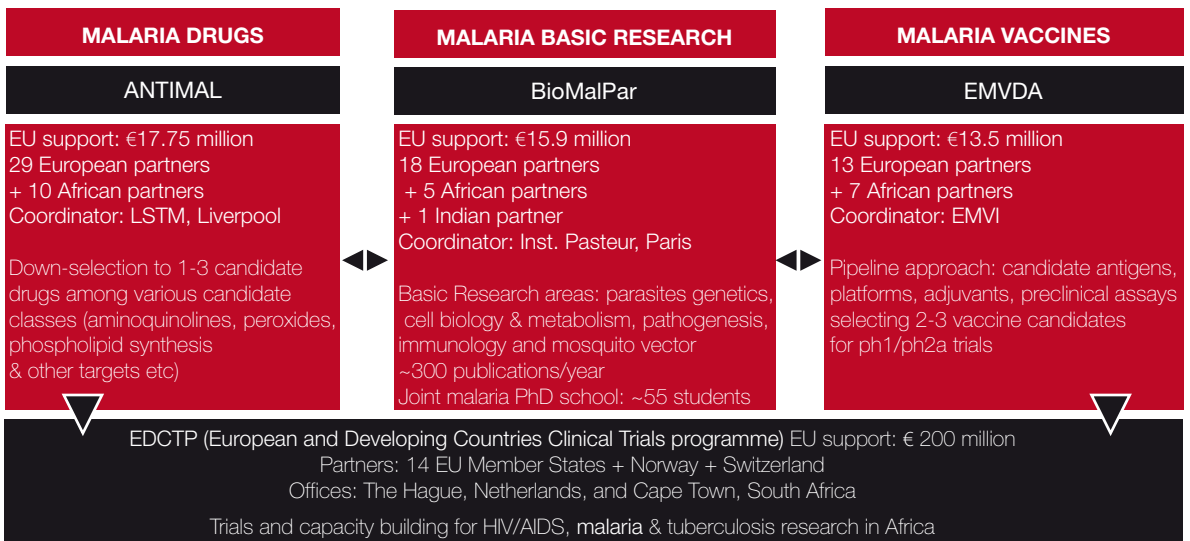 MALARIA DRUGS
ANTIMAL
EU support: €17.75 million
29 European partners
+ 10 African partners
Coordinator: LSTM, Liverpool
Down-selection to 1-3 candidate
drugs among various candidate
classes (aminoquinolines, peroxides,
phospholipid synthesis
& other targets etc)
MALARIA BASIC RESEARCH
BioMalPar
EU support: €15.9 million
18 European partners
+ 5 African partners
+ 1 Indian partner
Coordinator: Inst. Pasteur, Paris
Basic Research areas: parasites genetics,
cell biology & metabolism, pathogenesis,
immunology and mosquito vector
~300 publications/year
Joint malaria PhD school: ~55 students
MALARIA VACCINES
EMVDA
EU support: €13.5 million
13 European partners
+ 7 African partners
Coordinator: EMVI
Pipeline approach: candidate antigens,
platforms, adjuvants, preclinical assays
selecting 2-3 vaccine candidates
for ph1/ph2a trials
EDCTP (European and Developing Countries Clinical Trials programme) EU support: € 200 million
Partners: 14 EU Member States + Norway + Switzerland
Offices: The Hague, Netherlands, and Cape Town, South Africa
Trials and capacity building for HIV/AIDS, malaria & tuberculosis research in Africa